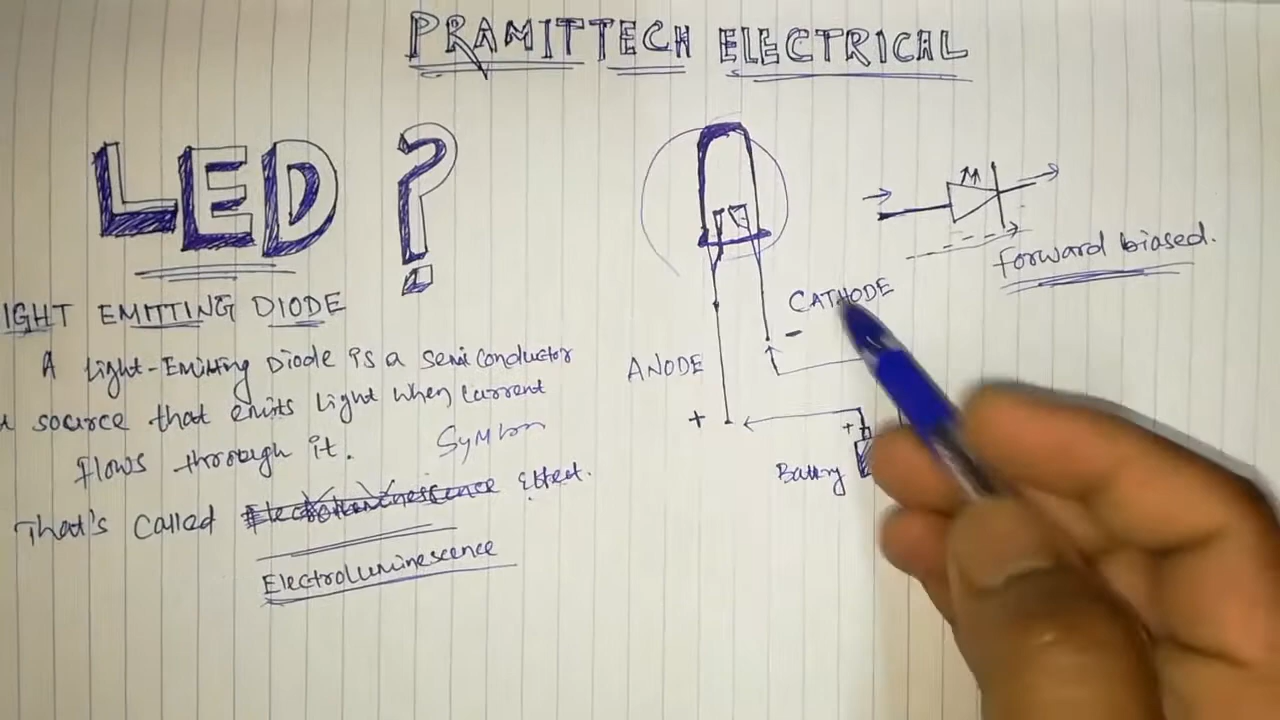 PRAMITTECH ELECTRICAL
LED ?
IGHT EMITTING DIODE
A Light-Emitting Diode is a semiconductor
source that emits light when current
flows through it.
That's called Effect.
Electroluminescence
ANODE
+
CATHODE
-
+
Battery
forward biased.